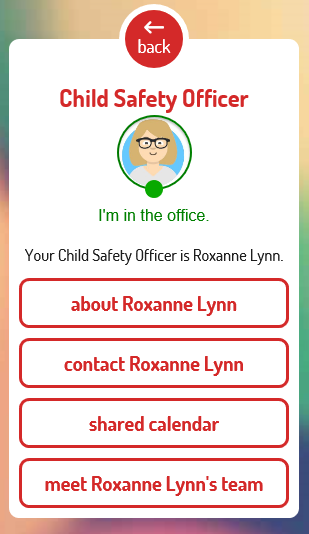 back
Child Safety Officer
I'm in the office.
Your Child Safety Officer is Roxanne Lynn.
about Roxanne Lynn
contact Roxanne Lynn
shared calendar
meet Roxanne Lynn's team